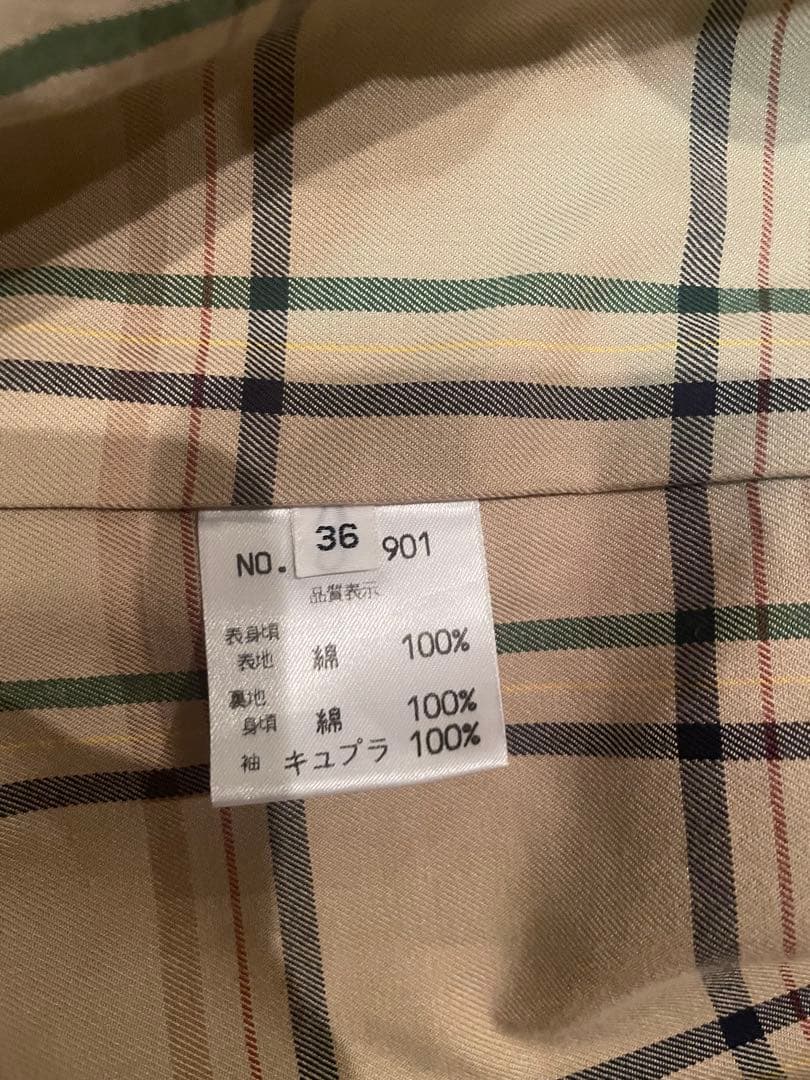 NO. 36 901
品質表示
表身頃
表地 綿 100%
裏地
身頃 綿 100%
袖 キュプラ 100%